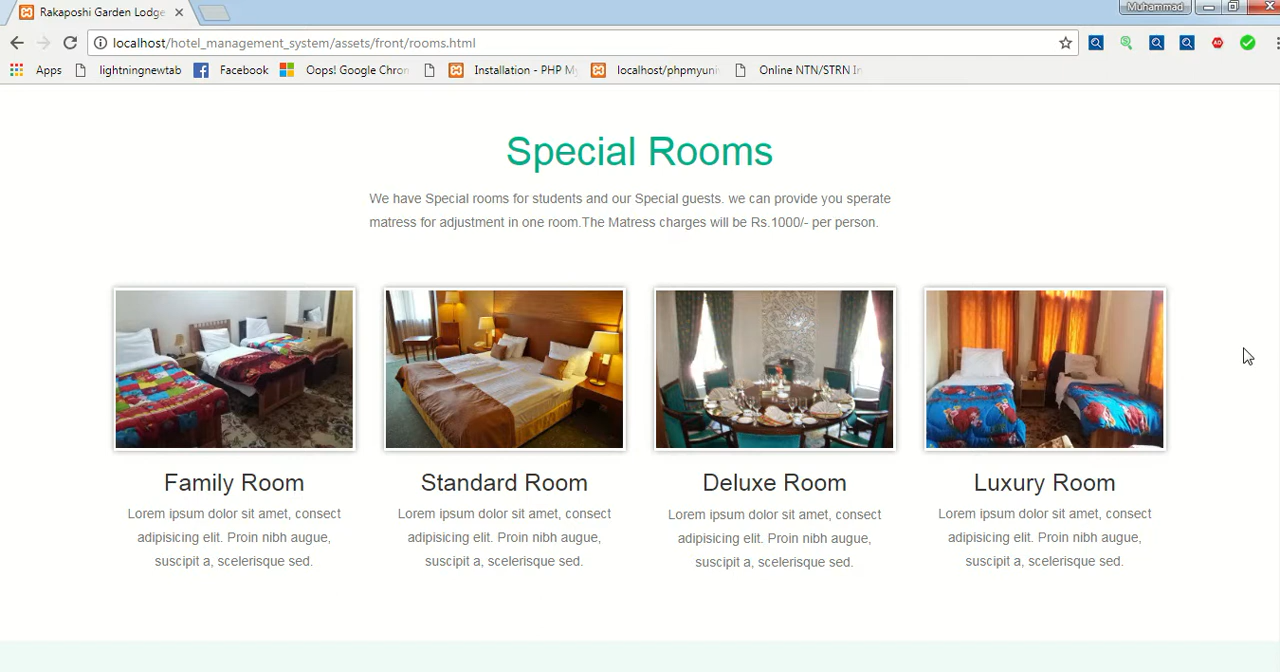 Rakaposhi Garden Lodge
Muhammad
localhost/hotel_management_system/assets/front/rooms.html
Apps lightningnewtab Facebook Oops! Google Chron Installation - PHP My localhost/phpmyuni Online NTN/STRN In
Special Rooms
We have Special rooms for students and our Special guests. we can provide you sperate
matress for adjustment in one room.The Matress charges will be Rs.1000/- per person.
Family Room
Lorem ipsum dolor sit amet, consect
adipisicing elit. Proin nibh augue,
suscipit a, scelerisque sed.
Standard Room
Lorem ipsum dolor sit amet, consect
adipisicing elit. Proin nibh augue,
suscipit a, scelerisque sed.
Deluxe Room
Lorem ipsum dolor sit amet, consect
adipisicing elit. Proin nibh augue,
suscipit a, scelerisque sed.
Luxury Room
Lorem ipsum dolor sit amet, consect
adipisicing elit. Proin nibh augue,
suscipit a, scelerisque sed.